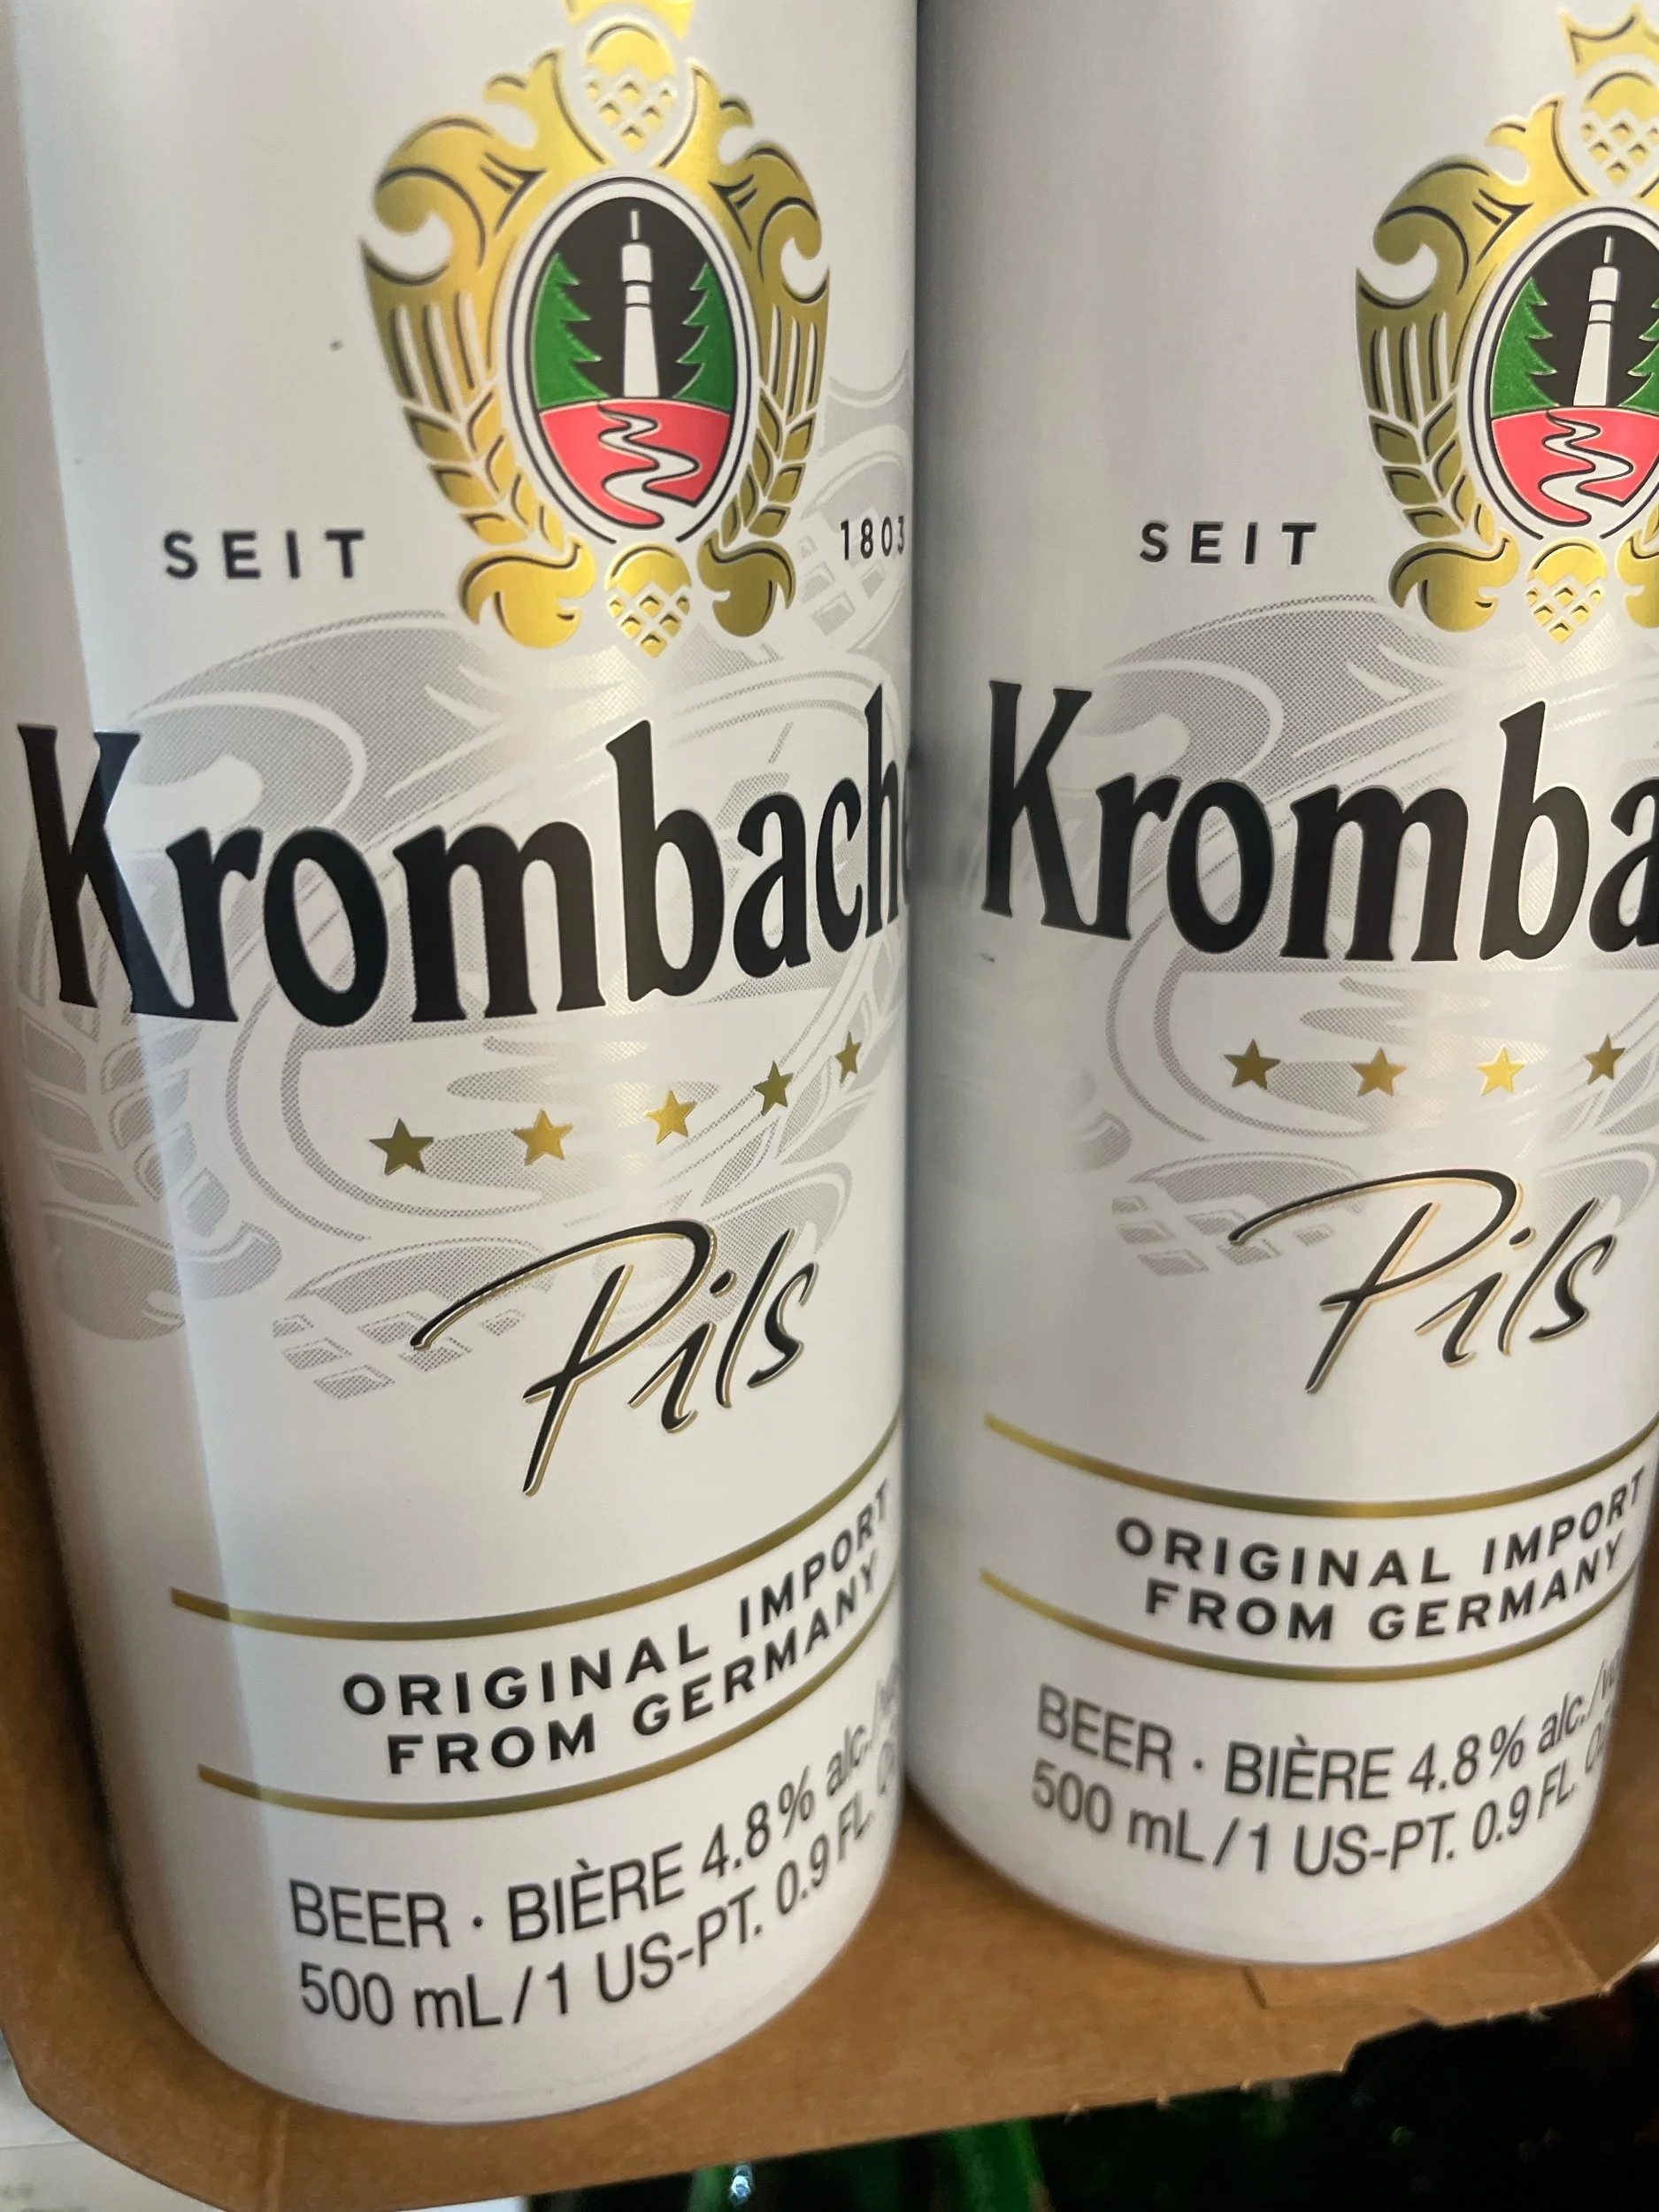 SEIT 1803
Krombach
Pils
ORIGINAL IMPORT
FROM GERMANY
BEER · BIÈRE 4.8% alc./
500 mL/1 US-PT. 0.9 FL.
SEIT
Kromba
Pils
ORIGINAL IMPORT
FROM GERMANY
BEER · BIÈRE 4.8% alc./
500 mL/1 US-PT. 0.9 FL.